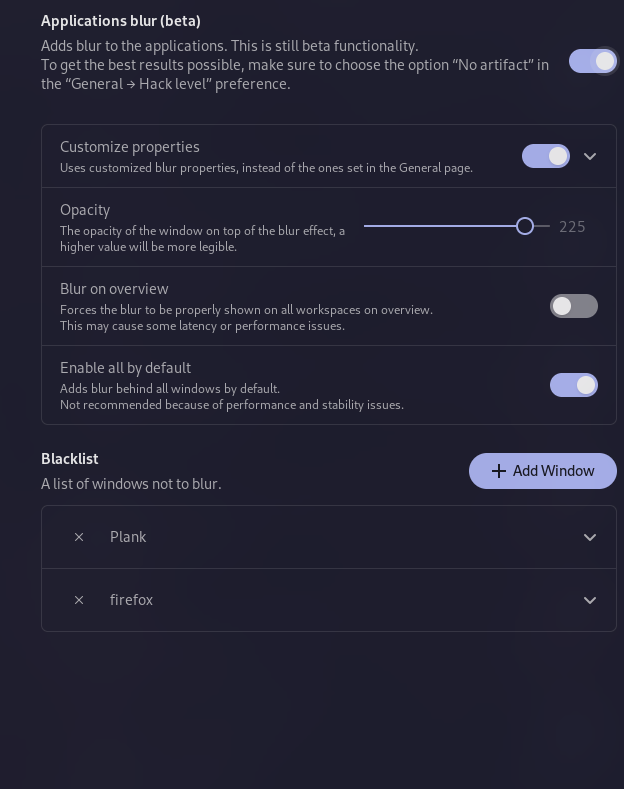 Applications blur (beta)
Adds blur to the applications. This is still beta functionality.
To get the best results possible, make sure to choose the option “No artifact” in
the “General → Hack level” preference.
Customize properties
Uses customized blur properties, instead of the ones set in the General page.
Opacity
The opacity of the window on top of the blur effect, a
higher value will be more legible.
225
Blur on overview
Forces the blur to be properly shown on all workspaces on overview.
This may cause some latency or performance issues.
Enable all by default
Adds blur behind all windows by default.
Not recommended because of performance and stability issues.
Blacklist
A list of windows not to blur.
Add Window
Plank
firefox